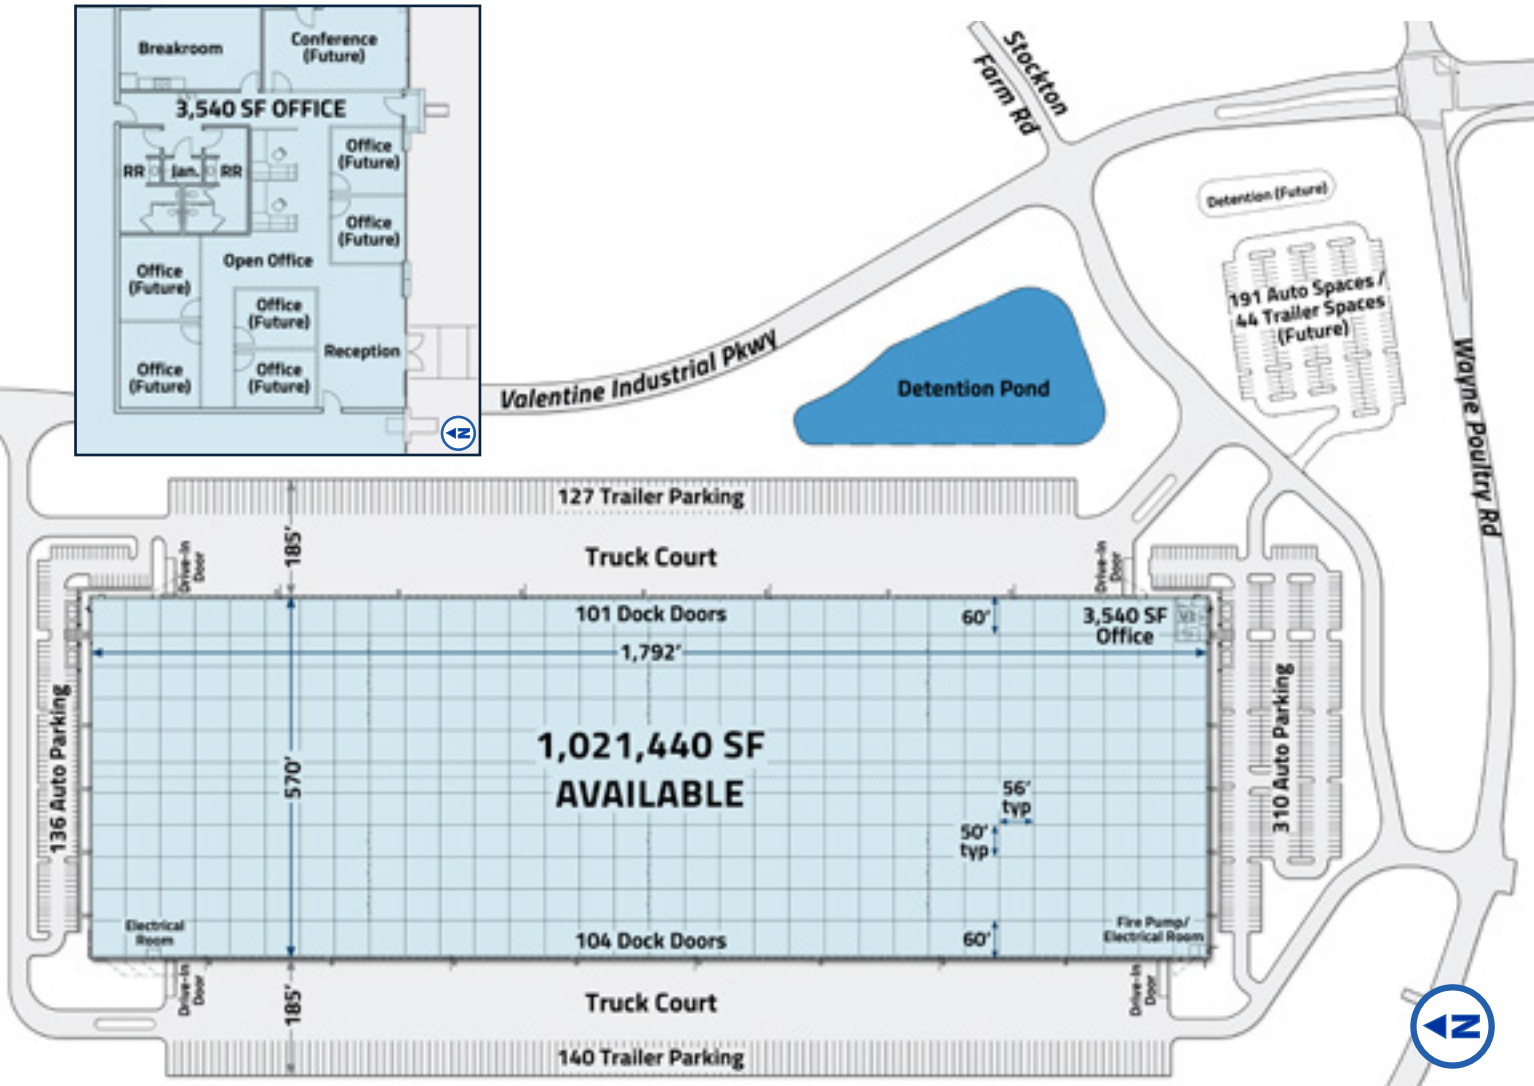 Breakroom
Conference
(Future)
3,540 SF OFFICE
RR
Jan.
RR
Office
(Future)
Office
(Future)
Open Office
Office
(Future)
Office
(Future)
Office
(Future)
Office
(Future)
Reception
N
Stockton
Farm Rd
Detention (Future)
191 Auto Spaces /
44 Trailer Spaces
(Future)
Valentine Industrial Pkwy
Detention Pond
Wayne Poultry Rd
127 Trailer Parking
185'
Truck Court
Drive-In
Door
Drive-In
Door
101 Dock Doors
60'
3,540 SF
Office
1,792'
136 Auto Parking
310 Auto Parking
1,021,440 SF
AVAILABLE
570'
56'
typ
50'
typ
Electrical
Room
104 Dock Doors
60'
Fire Pump/
Electrical Room
Drive-In
Door
185'
Truck Court
Drive-In
Door
140 Trailer Parking
N